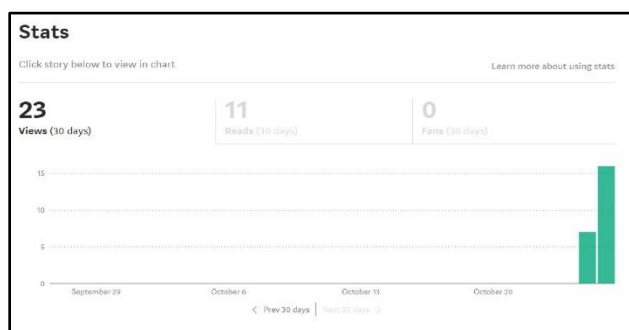 Stats
Click story below to view in chart
Learn more about using stats
23
Views (30 days)
11
Reads (30 days)
0
Fans (30 days)
15
10
5
0
September 29
October 6
October 13
October 20
Prev 30 days
Next 30 days